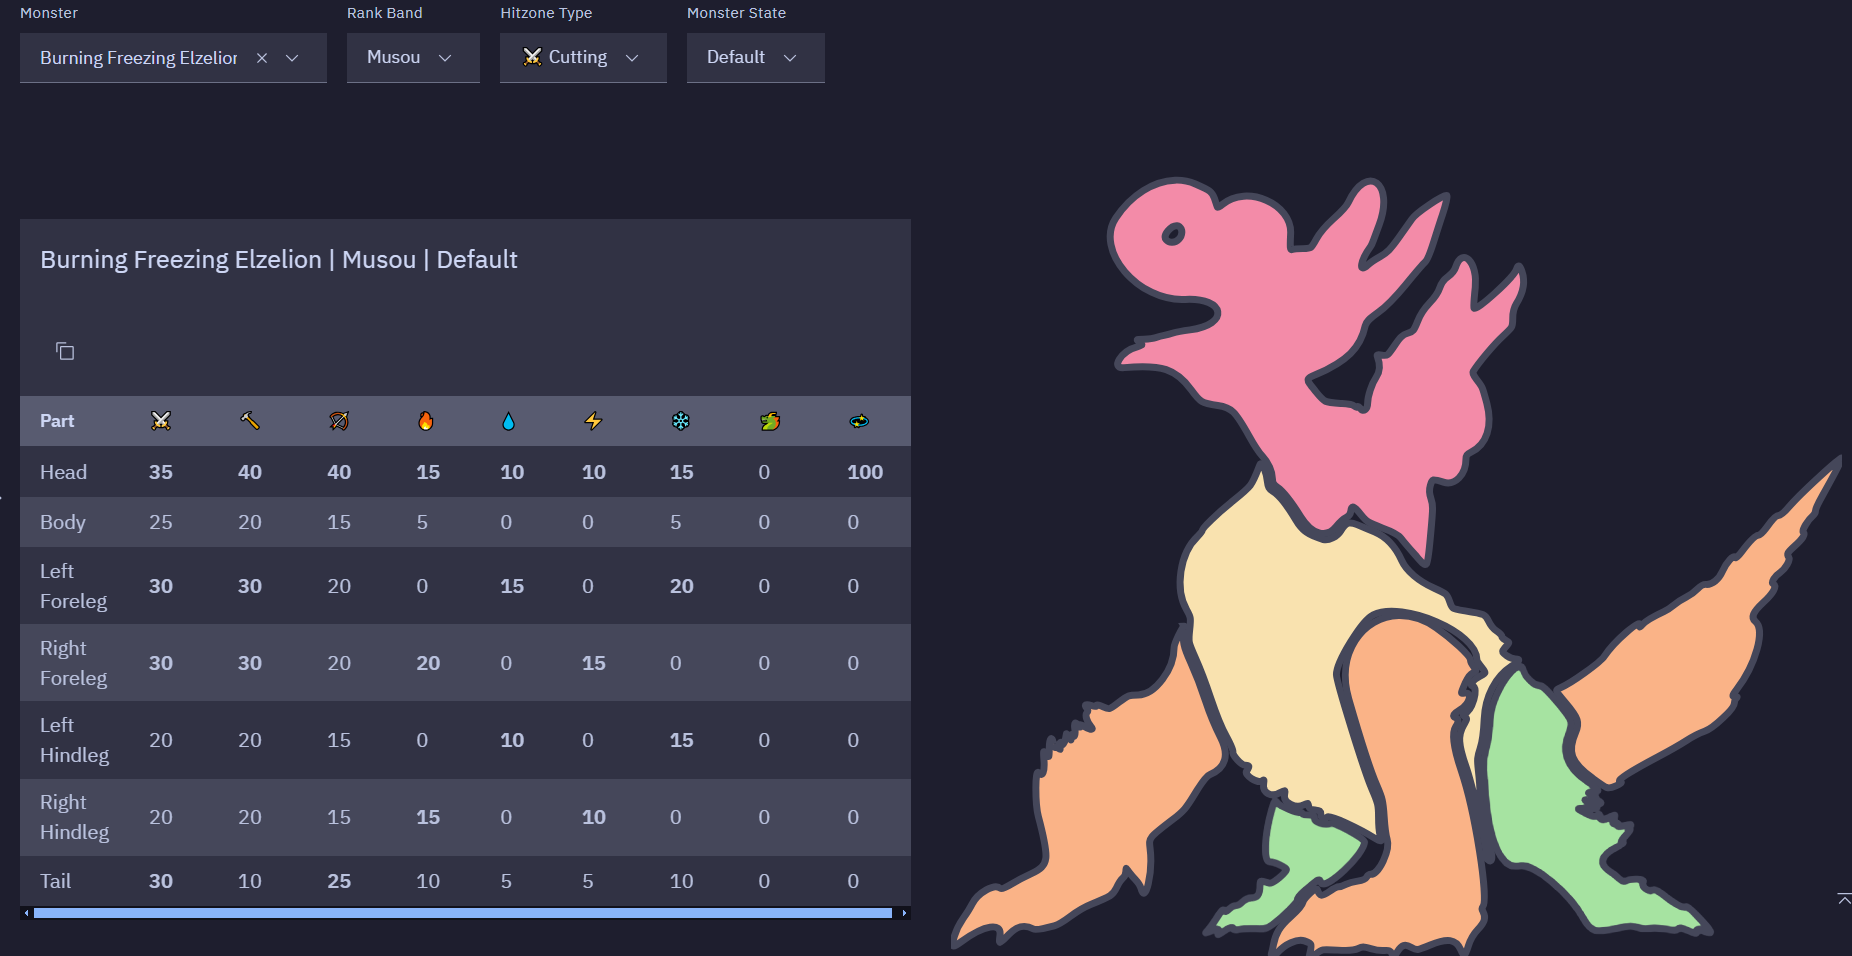 Monster Rank Band Hitzone Type Monster State
Burning Freezing Elzelior Musou Cutting Default
Burning Freezing Elzelion | Musou | Default
Part
Head 35 40 40 15 10 10 15 0 100
Body 25 20 15 5 0 0 5 0 0
Left
Foreleg 30 30 20 0 15 0 20 0 0
Right
Foreleg 30 30 20 20 0 15 0 0 0
Left
Hindleg 20 20 15 0 10 0 15 0 0
Right
Hindleg 20 20 15 15 0 10 0 0 0
Tail 30 10 25 10 5 5 10 0 0